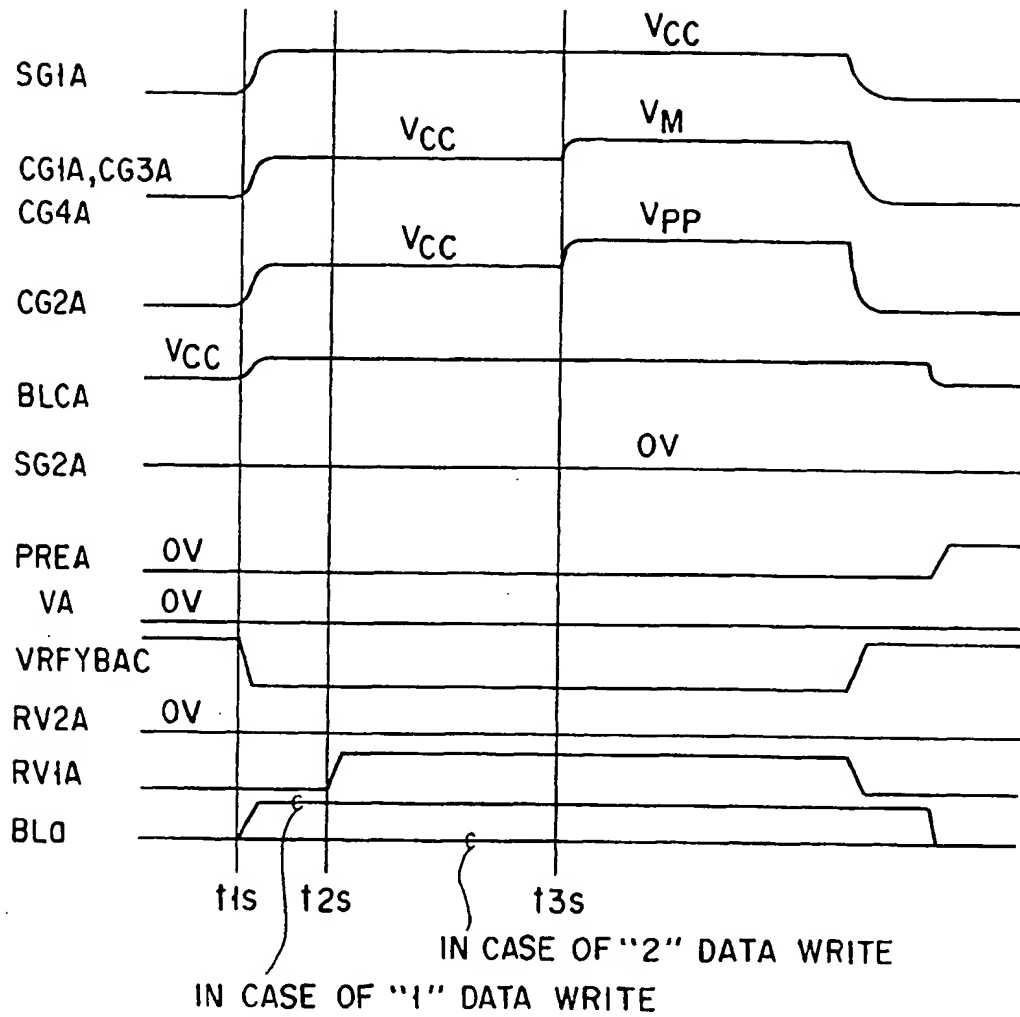 VCC
SG1A
VCC
VM
CG1A,CG3A
CG4A
VCC
VPP
CG2A
VCC
BLCA
SG2A
0V
PREA
0V
VA
0V
VRFYBAC
RV2A
0V
RV1A
BLa
t1s
t2s
t3s
IN CASE OF "2" DATA WRITE
IN CASE OF "1" DATA WRITE